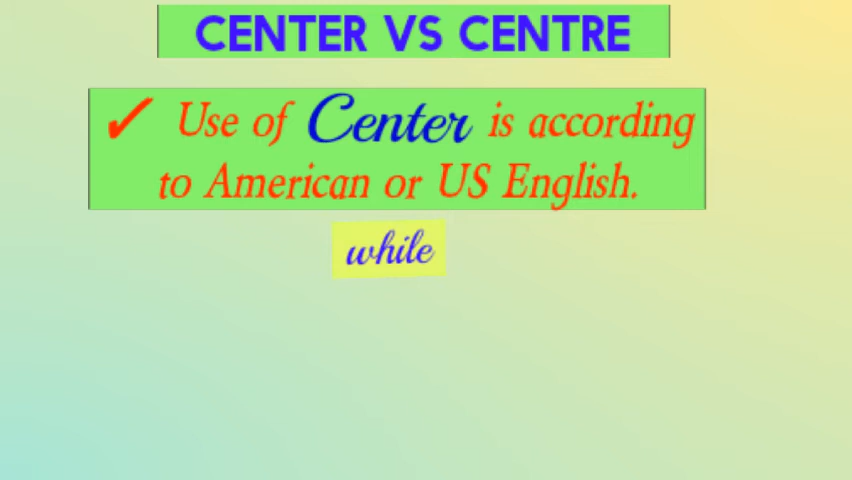 CENTER VS CENTRE
✓ Use of Center is according
to American or US English.
while